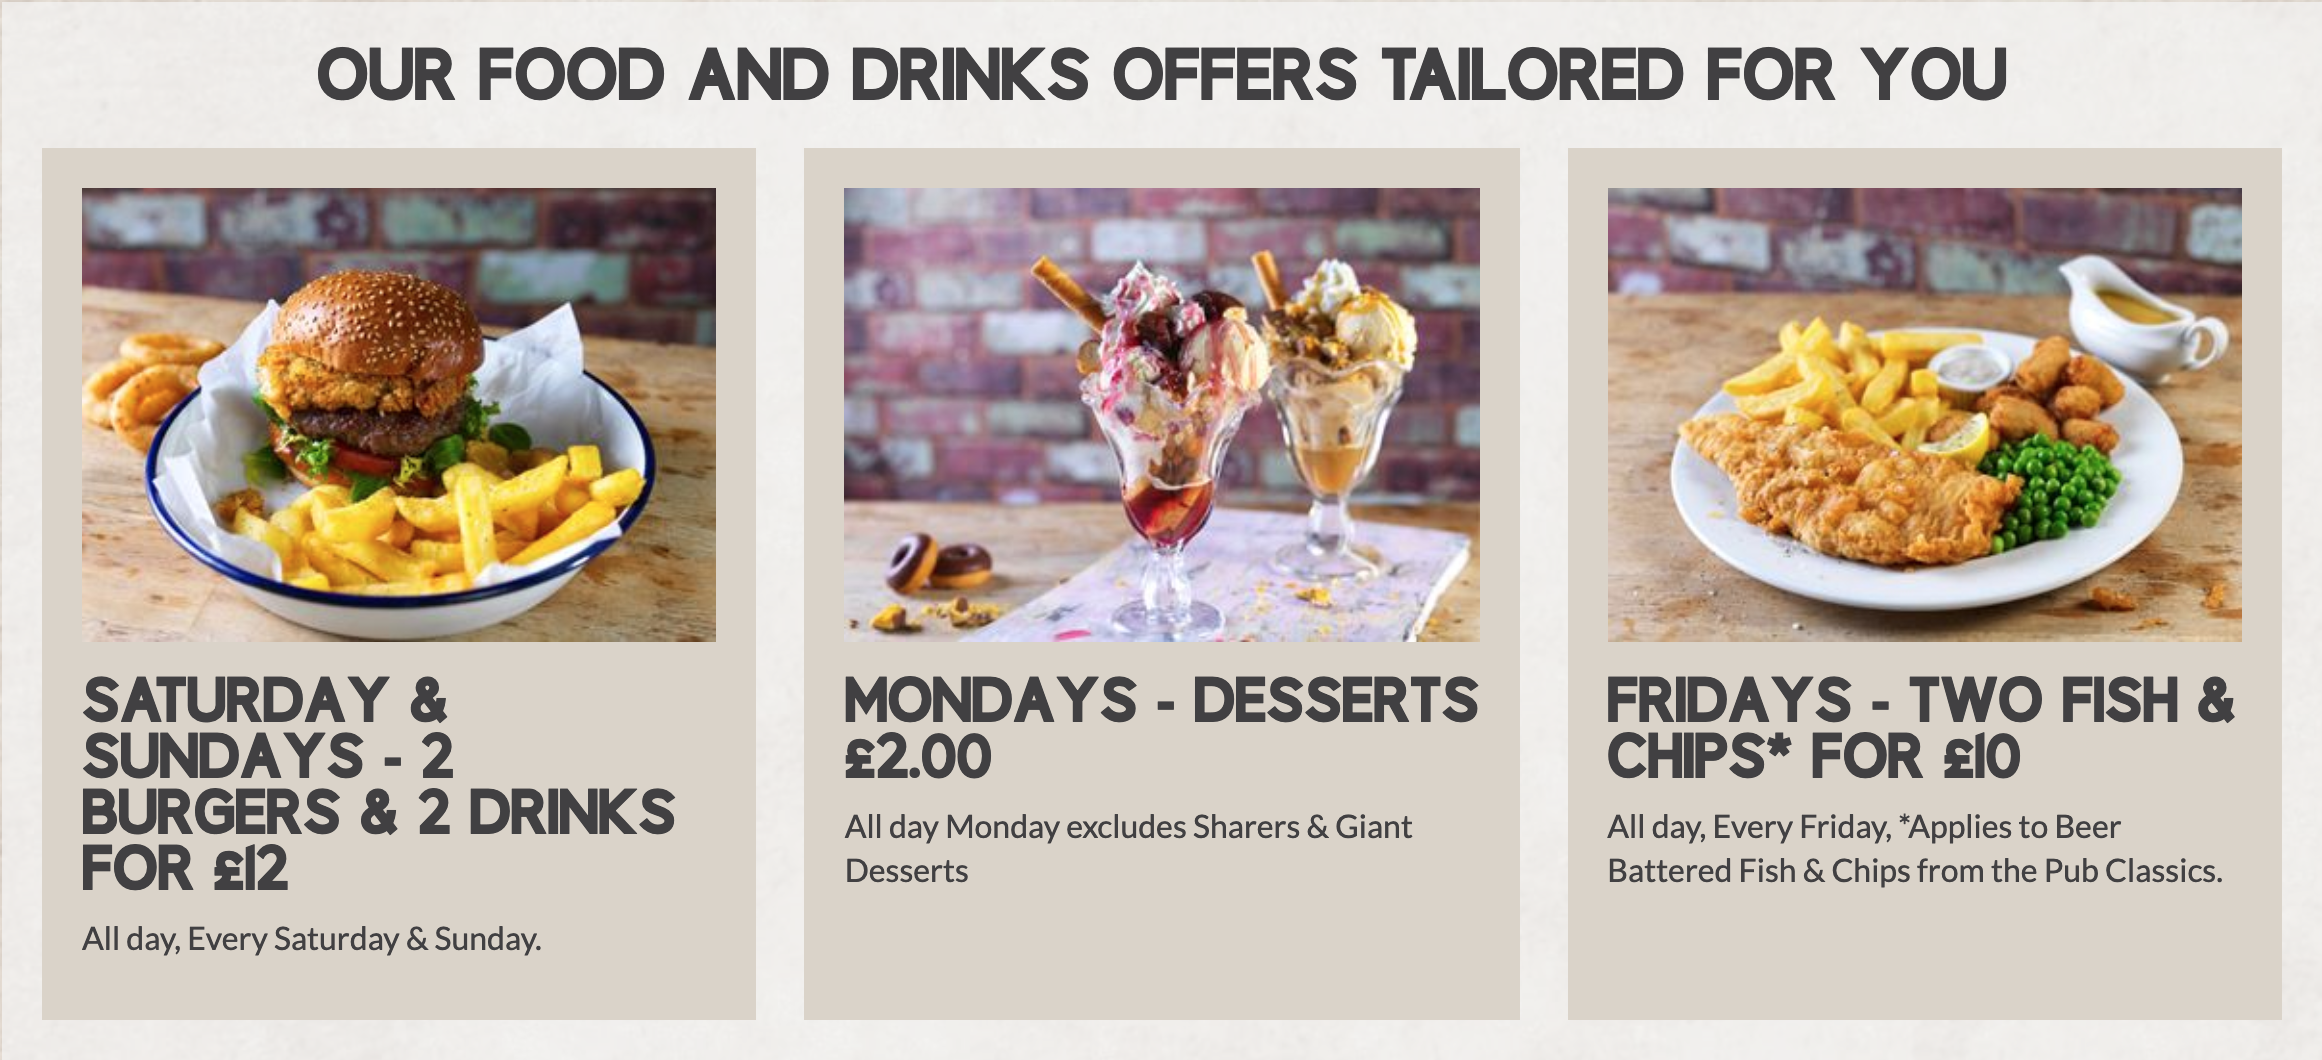 OUR FOOD AND DRINKS OFFERS TAILORED FOR YOU
SATURDAY &
SUNDAYS - 2
BURGERS & 2 DRINKS
FOR £12
All day, Every Saturday & Sunday.
MONDAYS - DESSERTS
£2.00
All day Monday excludes Sharers & Giant
Desserts
FRIDAYS - TWO FISH &
CHIPS* FOR £10
All day, Every Friday, *Applies to Beer
Battered Fish & Chips from the Pub Classics.